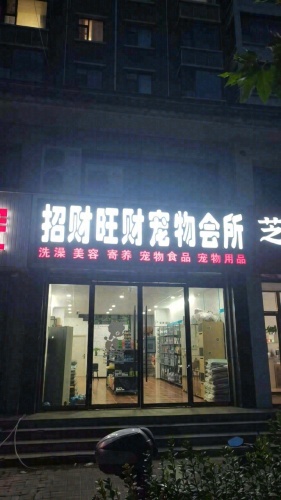 招财旺财宠物会所
洗澡 美容 寄养 宠物食品 宠物用品
芝